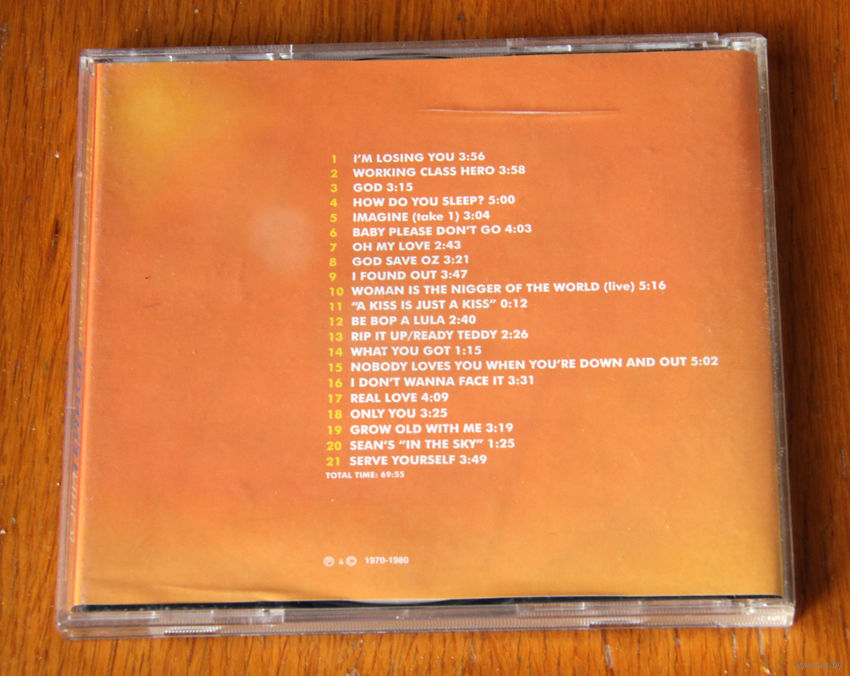 1 I'M LOSING YOU 3:56
2 WORKING CLASS HERO 3:58
3 GOD 3:15
4 HOW DO YOU SLEEP? 5:00
5 IMAGINE (take 1) 3:04
6 BABY PLEASE DON'T GO 4:03
7 OH MY LOVE 2:43
8 GOD SAVE OZ 3:21
9 I FOUND OUT 3:47
10 WOMAN IS THE NIGGER OF THE WORLD (live) 5:16
11 "A KISS IS JUST A KISS" 0:12
12 BE BOP A LULA 2:40
13 RIP IT UP/READY TEDDY 2:26
14 WHAT YOU GOT 1:15
15 NOBODY LOVES YOU WHEN YOU'RE DOWN AND OUT 5:02
16 I DON'T WANNA FACE IT 3:31
17 REAL LOVE 4:09
18 ONLY YOU 3:25
19 GROW OLD WITH ME 3:19
20 SEAN'S "IN THE SKY" 1:25
21 SERVE YOURSELF 3:49
TOTAL TIME: 69:55
℗ & © 1970-1980